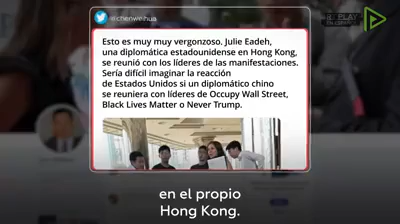 @chenweihua
Esto es muy muy vergonzoso. Julie Eadeh,
una diplomática estadounidense en Hong Kong,
se reunió con los líderes de las manifestaciones.
Sería difícil imaginar la reacción
de Estados Unidos si un diplomático chino
se reuniera con líderes de Occupy Wall Street,
Black Lives Matter o Never Trump.
en el propio
Hong Kong.